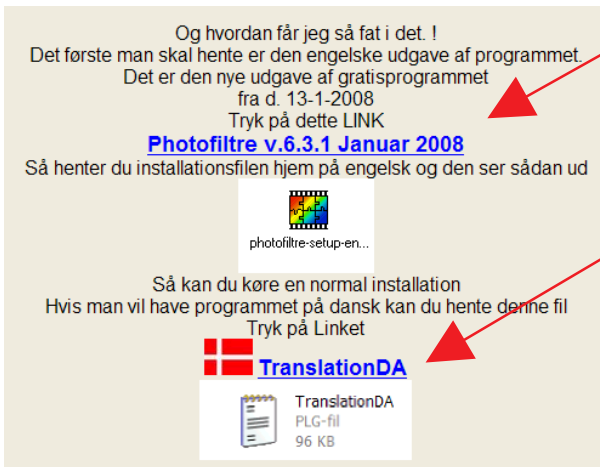 Og hvordan får jeg så fat i det. !
Det første man skal hente er den engelske udgave af programmet.
Det er den nye udgave af gratisprogrammet
fra d. 13-1-2008
Tryk på dette LINK
Photofiltre v.6.3.1 Januar 2008
Så henter du installationsfilen hjem på engelsk og den ser sådan ud
photofiltre-setup-en...
Så kan du køre en normal installation
Hvis man vil have programmet på dansk kan du hente denne fil
Tryk på Linket
TranslationDA
TranslationDA
PLG-fil
96 KB